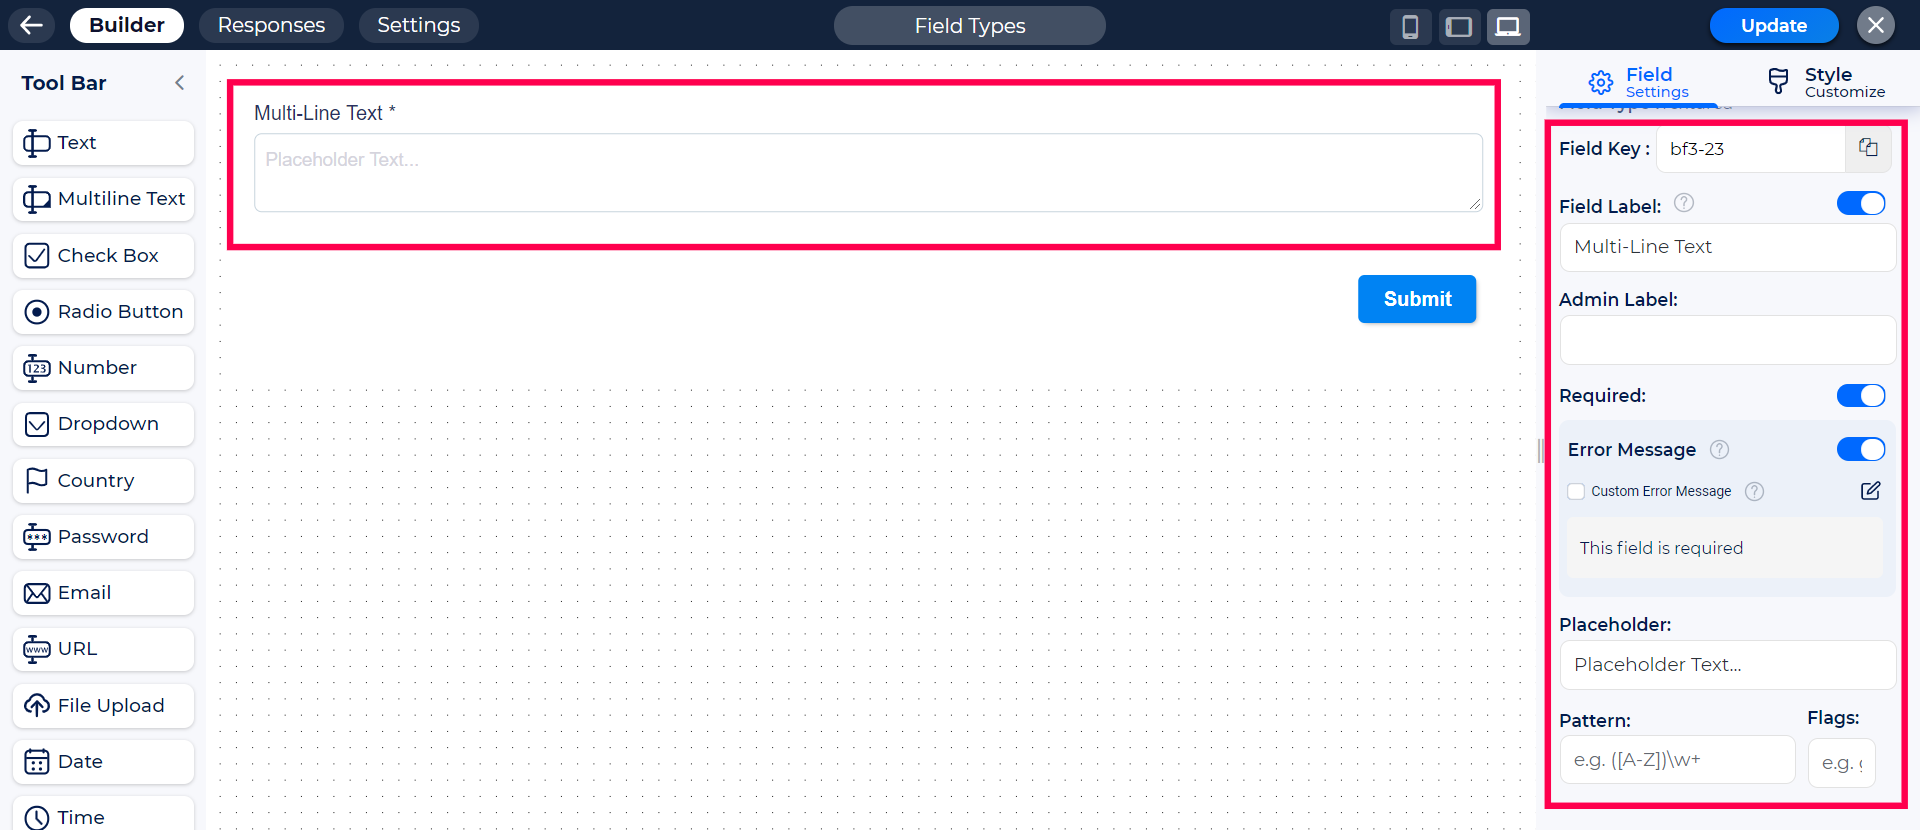 Builder
Responses
Settings
Field Types
Update
Tool Bar
Text
Multiline Text
Check Box
Radio Button
Number
Dropdown
Country
Password
Email
URL
File Upload
Date
Time
Multi-Line Text *
Placeholder Text...
Submit
Field
Settings
Style
Customize
Field Key :
bf3-23
Field Label:
Multi-Line Text
Admin Label:
Required:
Error Message
Custom Error Message
This field is required
Placeholder:
Placeholder Text...
Pattern:
Flags:
e.g. ([A-Z])\w+
e.g.